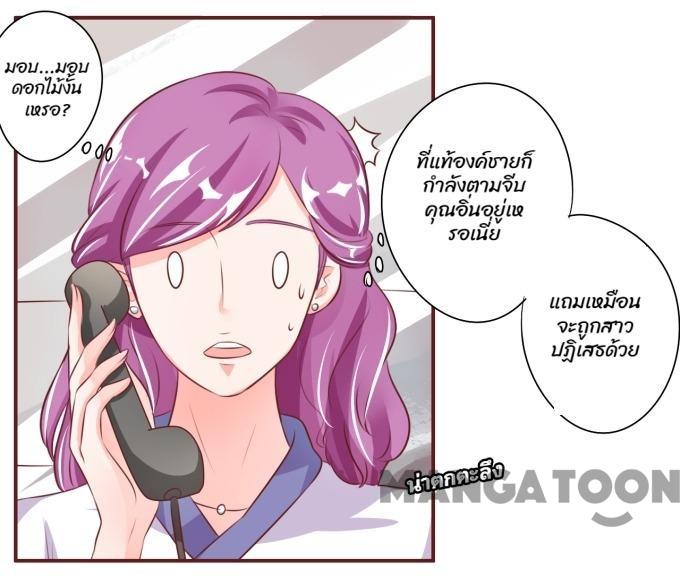 มอบ...มอบ
ดอกไม้งั้น
เหรอ?
ที่แท้องค์ชายก็
กำลังตามจีบ
คุณอิ่นอยู่เห
รอเนี่ย
แถมเหมือน
จะถูกสาว
ปฏิเสธด้วย
น่าตกตะลึง
MANGATOON